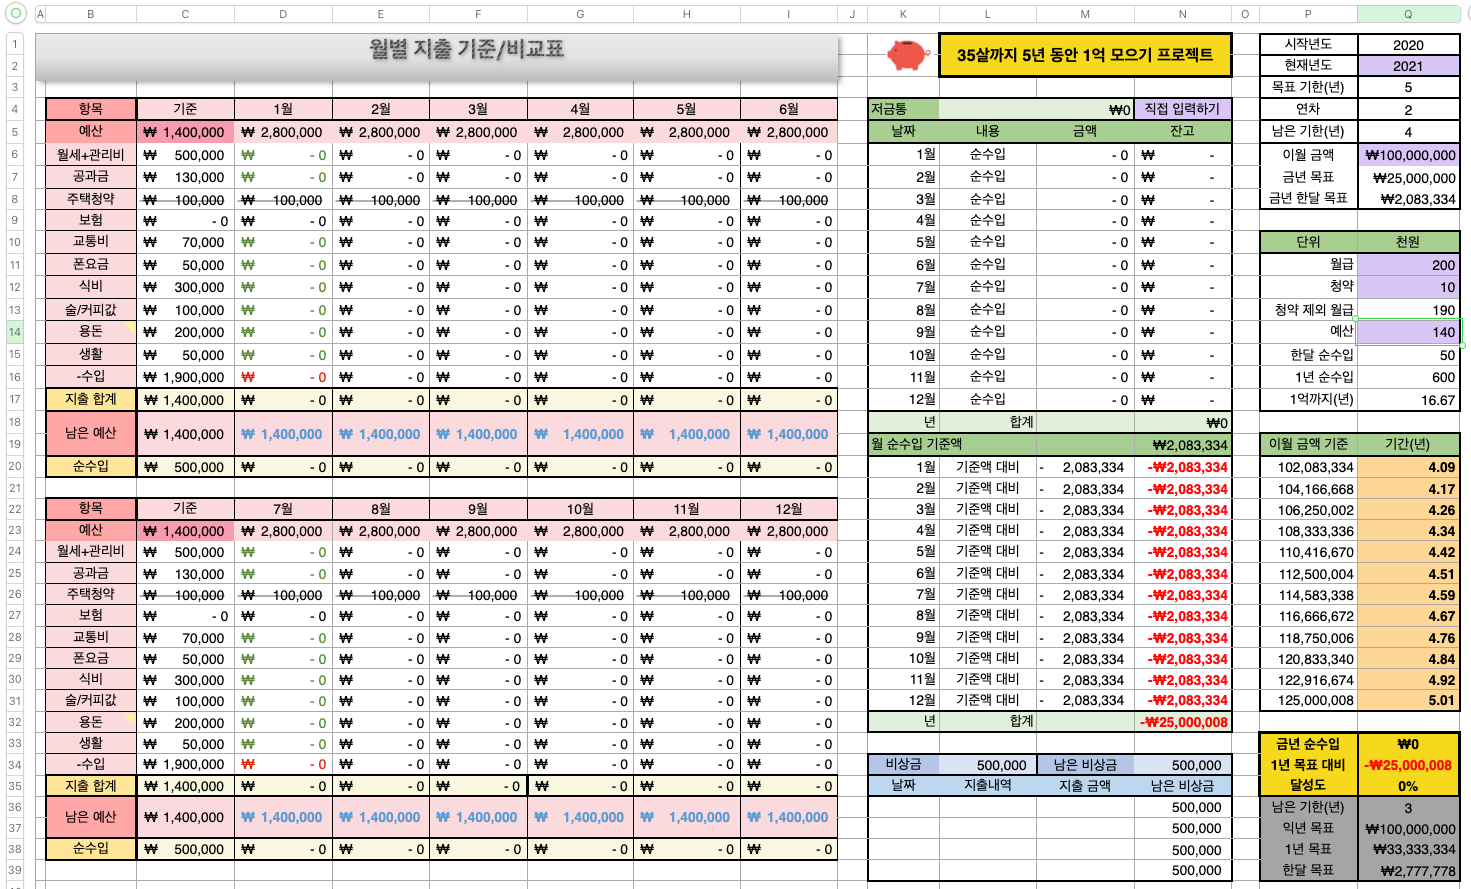 A B C D E F G H I J K L M N O P Q
1 월별 지출 기준/비교표 35살까지 5년 동안 1억 모으기 프로젝트 시작년도 2020
2 현재년도 2021
3 목표 기한(년) 5
4 항목 기준 1월 2월 3월 4월 5월 6월 저금통 ₩0 직접 입력하기 연차 2
5 예산 ₩ 1,400,000 ₩ 2,800,000 ₩ 2,800,000 ₩ 2,800,000 ₩ 2,800,000 ₩ 2,800,000 ₩ 2,800,000 날짜 내용 금액 잔고 남은 기한(년) 4
6 월세+관리비 ₩ 500,000 ₩ - 0 ₩ - 0 ₩ - 0 ₩ - 0 ₩ - 0 ₩ - 0 1월 순수입 - 0 ₩ - 이월 금액 ₩100,000,000
7 공과금 ₩ 130,000 ₩ - 0 ₩ - 0 ₩ - 0 ₩ - 0 ₩ - 0 ₩ - 0 2월 순수입 - 0 ₩ - 금년 목표 ₩25,000,000
8 주택청약 ₩ 100,000 ₩ 100,000 ₩ 100,000 ₩ 100,000 ₩ 100,000 ₩ 100,000 ₩ 100,000 3월 순수입 - 0 ₩ - 금년 한달 목표 ₩2,083,334
9 보험 ₩ - 0 ₩ - 0 ₩ - 0 ₩ - 0 ₩ - 0 ₩ - 0 ₩ - 0 4월 순수입 - 0 ₩ -
10 교통비 ₩ 70,000 ₩ - 0 ₩ - 0 ₩ - 0 ₩ - 0 ₩ - 0 ₩ - 0 5월 순수입 - 0 ₩ - 단위 천원
11 폰요금 ₩ 50,000 ₩ - 0 ₩ - 0 ₩ - 0 ₩ - 0 ₩ - 0 ₩ - 0 6월 순수입 - 0 ₩ - 월급 200
12 식비 ₩ 300,000 ₩ - 0 ₩ - 0 ₩ - 0 ₩ - 0 ₩ - 0 ₩ - 0 7월 순수입 - 0 ₩ - 청약 10
13 술/커피값 ₩ 100,000 ₩ - 0 ₩ - 0 ₩ - 0 ₩ - 0 ₩ - 0 ₩ - 0 8월 순수입 - 0 ₩ - 청약 제외 월급 190
14 용돈 ₩ 200,000 ₩ - 0 ₩ - 0 ₩ - 0 ₩ - 0 ₩ - 0 ₩ - 0 9월 순수입 - 0 ₩ - 예산 140
15 생활 ₩ 50,000 ₩ - 0 ₩ - 0 ₩ - 0 ₩ - 0 ₩ - 0 ₩ - 0 10월 순수입 - 0 ₩ - 한달 순수입 50
16 -수입 ₩ 1,900,000 ₩ - 0 ₩ - 0 ₩ - 0 ₩ - 0 ₩ - 0 ₩ - 0 11월 순수입 - 0 ₩ - 1년 순수입 600
17 지출 합계 ₩ 1,400,000 ₩ - 0 ₩ - 0 ₩ - 0 ₩ - 0 ₩ - 0 ₩ - 0 12월 순수입 - 0 ₩ - 1억까지(년) 16.67
18 남은 예산 ₩ 1,400,000 ₩ 1,400,000 ₩ 1,400,000 ₩ 1,400,000 ₩ 1,400,000 ₩ 1,400,000 ₩ 1,400,000 년 합계 ₩0
19 월 순수입 기준액 ₩2,083,334 이월 금액 기준 기간(년)
20 순수입 ₩ 500,000 ₩ - 0 ₩ - 0 ₩ - 0 ₩ - 0 ₩ - 0 ₩ - 0 1월 기준액 대비 - 2,083,334 -₩2,083,334 102,083,334 4.09
21 2월 기준액 대비 - 2,083,334 -₩2,083,334 104,166,668 4.17
22 항목 기준 7월 8월 9월 10월 11월 12월 3월 기준액 대비 - 2,083,334 -₩2,083,334 106,250,002 4.26
23 예산 ₩ 1,400,000 ₩ 2,800,000 ₩ 2,800,000 ₩ 2,800,000 ₩ 2,800,000 ₩ 2,800,000 ₩ 2,800,000 4월 기준액 대비 - 2,083,334 -₩2,083,334 108,333,336 4.34
24 월세+관리비 ₩ 500,000 ₩ - 0 ₩ - 0 ₩ - 0 ₩ - 0 ₩ - 0 ₩ - 0 5월 기준액 대비 - 2,083,334 -₩2,083,334 110,416,670 4.42
25 공과금 ₩ 130,000 ₩ - 0 ₩ - 0 ₩ - 0 ₩ - 0 ₩ - 0 ₩ - 0 6월 기준액 대비 - 2,083,334 -₩2,083,334 112,500,004 4.51
26 주택청약 ₩ 100,000 ₩ 100,000 ₩ 100,000 ₩ 100,000 ₩ 100,000 ₩ 100,000 ₩ 100,000 7월 기준액 대비 - 2,083,334 -₩2,083,334 114,583,338 4.59
27 보험 ₩ - 0 ₩ - 0 ₩ - 0 ₩ - 0 ₩ - 0 ₩ - 0 ₩ - 0 8월 기준액 대비 - 2,083,334 -₩2,083,334 116,666,672 4.67
28 교통비 ₩ 70,000 ₩ - 0 ₩ - 0 ₩ - 0 ₩ - 0 ₩ - 0 ₩ - 0 9월 기준액 대비 - 2,083,334 -₩2,083,334 118,750,006 4.76
29 폰요금 ₩ 50,000 ₩ - 0 ₩ - 0 ₩ - 0 ₩ - 0 ₩ - 0 ₩ - 0 10월 기준액 대비 - 2,083,334 -₩2,083,334 120,833,340 4.84
30 식비 ₩ 300,000 ₩ - 0 ₩ - 0 ₩ - 0 ₩ - 0 ₩ - 0 ₩ - 0 11월 기준액 대비 - 2,083,334 -₩2,083,334 122,916,674 4.92
31 술/커피값 ₩ 100,000 ₩ - 0 ₩ - 0 ₩ - 0 ₩ - 0 ₩ - 0 ₩ - 0 12월 기준액 대비 - 2,083,334 -₩2,083,334 125,000,008 5.01
32 용돈 ₩ 200,000 ₩ - 0 ₩ - 0 ₩ - 0 ₩ - 0 ₩ - 0 ₩ - 0 년 합계 -₩25,000,008
33 생활 ₩ 50,000 ₩ - 0 ₩ - 0 ₩ - 0 ₩ - 0 ₩ - 0 ₩ - 0 금년 순수입 ₩0
34 -수입 ₩ 1,900,000 ₩ - 0 ₩ - 0 ₩ - 0 ₩ - 0 ₩ - 0 ₩ - 0 비상금 500,000 남은 비상금 500,000 1년 목표 대비 -₩25,000,008
35 지출 합계 ₩ 1,400,000 ₩ - 0 ₩ - 0 ₩ - 0 ₩ - 0 ₩ - 0 ₩ - 0 날짜 지출내역 지출 금액 남은 비상금 달성도 0%
36 남은 예산 ₩ 1,400,000 ₩ 1,400,000 ₩ 1,400,000 ₩ 1,400,000 ₩ 1,400,000 ₩ 1,400,000 ₩ 1,400,000 500,000 남은 기한(년) 3
37 500,000 익년 목표 ₩100,000,000
38 순수입 ₩ 500,000 ₩ - 0 ₩ - 0 ₩ - 0 ₩ - 0 ₩ - 0 ₩ - 0 500,000 1년 목표 ₩33,333,334
39 500,000 한달 목표 ₩2,777,778